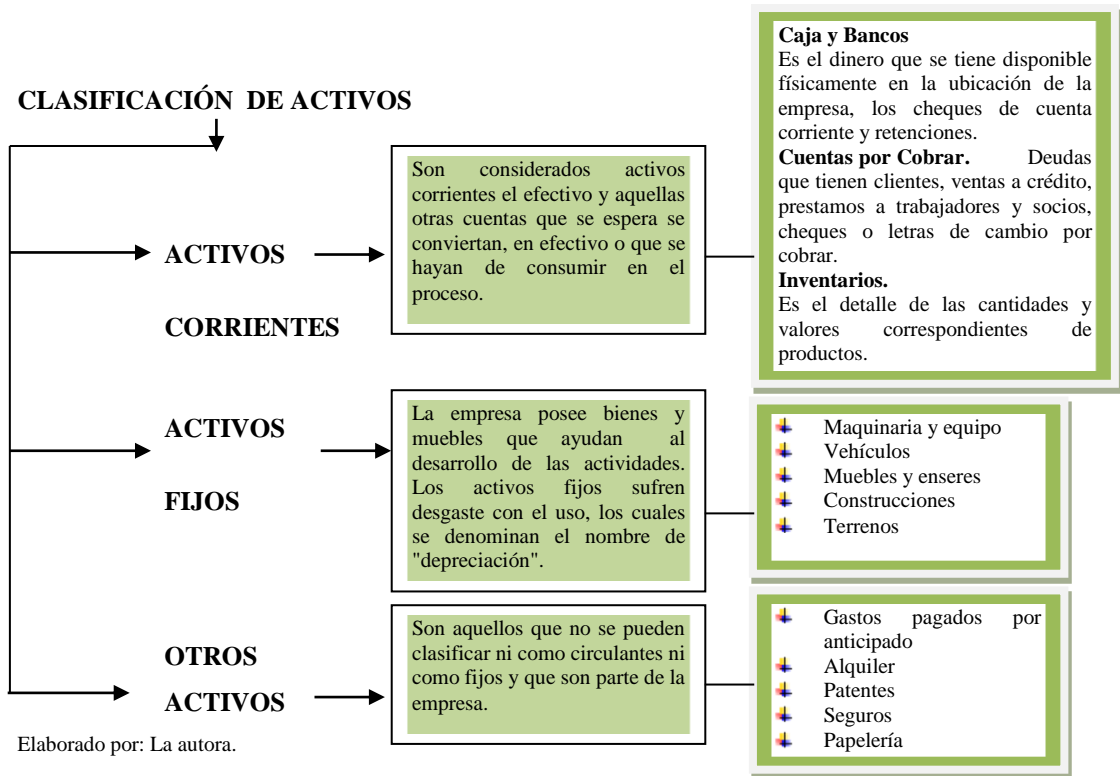 CLASIFICACIÓN DE ACTIVOS
ACTIVOS
CORRIENTES
Son considerados activos
corrientes el efectivo y aquellas
otras cuentas que se espera se
conviertan, en efectivo o que se
hayan de consumir en el
proceso.
Caja y Bancos
Es el dinero que se tiene disponible
físicamente en la ubicación de la
empresa, los cheques de cuenta
corriente y retenciones.
Cuentas por Cobrar. Deudas
que tienen clientes, ventas a crédito,
prestamos a trabajadores y socios,
cheques o letras de cambio por
cobrar.
Inventarios.
Es el detalle de las cantidades y
valores correspondientes de
productos.
ACTIVOS
FIJOS
La empresa posee bienes y
muebles que ayudan al
desarrollo de las actividades.
Los activos fijos sufren
desgaste con el uso, los cuales
se denominan el nombre de
"depreciación".
Maquinaria y equipo
Vehículos
Muebles y enseres
Construcciones
Terrenos
OTROS
ACTIVOS
Son aquellos que no se pueden
clasificar ni como circulantes ni
como fijos y que son parte de la
empresa.
Gastos pagados por
anticipado
Alquiler
Patentes
Seguros
Papelería
Elaborado por: La autora.